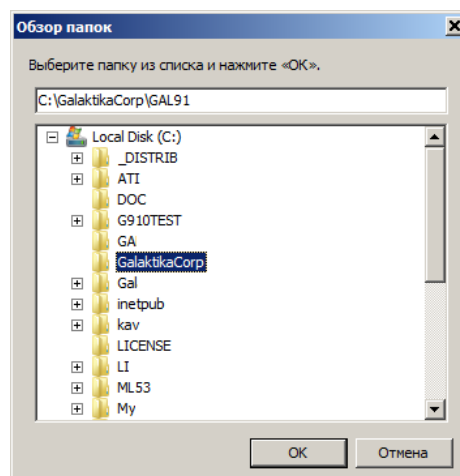 Обзор папок
Выберите папку из списка и нажмите «ОК».
C:\GalaktikaCorp\GAL91
Local Disk (C:)
_DISTRIB
ATI
DOC
G910TEST
GA
GalaktikaCorp
Gal
inetpub
kav
LICENSE
LI
ML53
My
ОК
Отмена